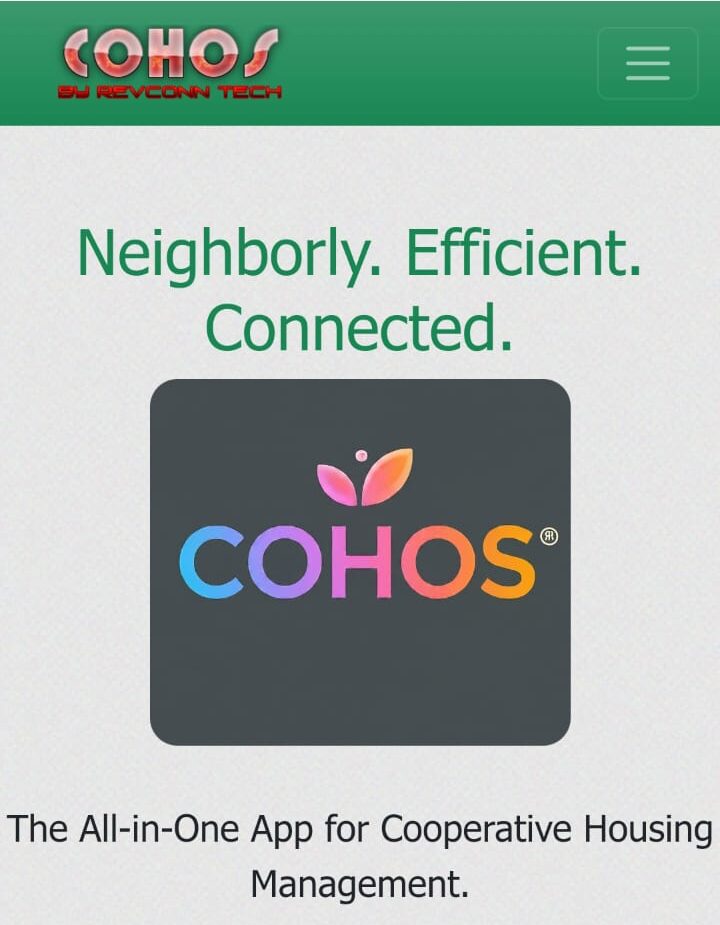 COHOS
BY REVCONN TECH
Neighborly. Efficient.
Connected.
COHOS
The All-in-One App for Cooperative Housing
Management.